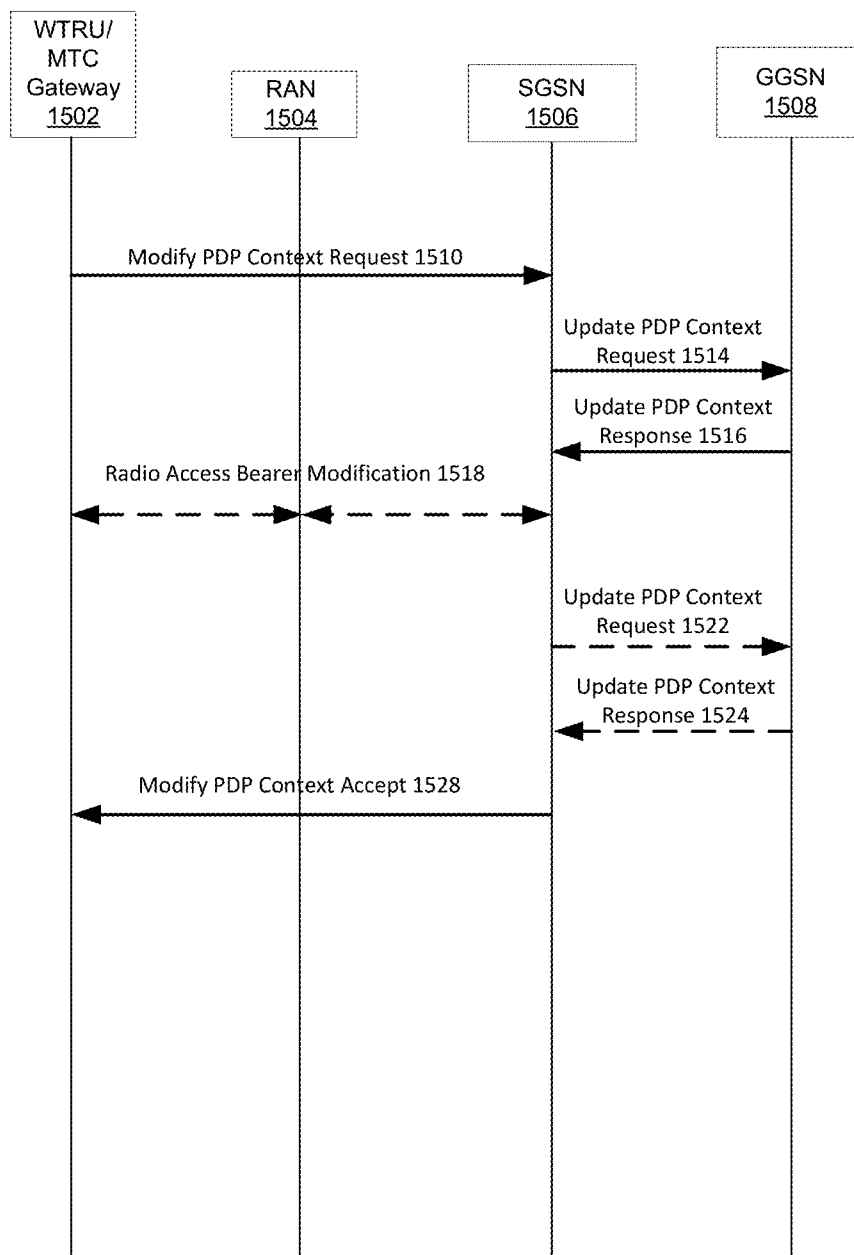 WTRU/
MTC
Gateway
1502
RAN
1504
SGSN
1506
GGSN
1508
Modify PDP Context Request 1510
Update PDP Context
Request 1514
Update PDP Context
Response 1516
Radio Access Bearer Modification 1518
Update PDP Context
Request 1522
Update PDP Context
Response 1524
Modify PDP Context Accept 1528